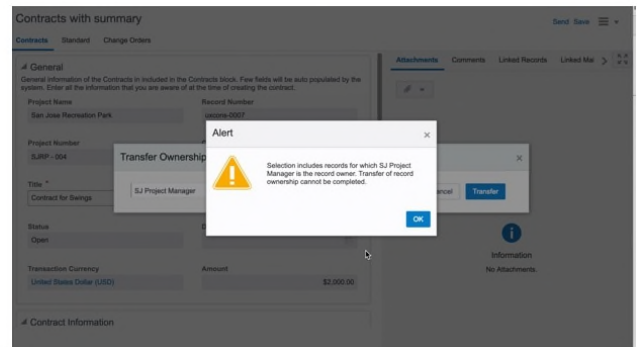 Contracts with summary
Send Save
Contracts Standard Change Orders
General
General information of the Contracts in included in the Contracts block. Few fields will be auto populated by the
system. Enter all the information that you are aware of at the time of creating the contract.
Project Name Record Number
San Jose Recreation Park uxcons-0007
Project Number
SJRP - 004
Title *
Contract for Swings
Status
Open
Transaction Currency Amount
United States Dollar (USD) $2,000.00
Contract Information
Attachments Comments Linked Records Linked Mai
Information
No Attachments.
Transfer Ownership
SJ Project Manager
Transfer
Alert
Selection includes records for which SJ Project
Manager is the record owner. Transfer of record
ownership cannot be completed.
OK